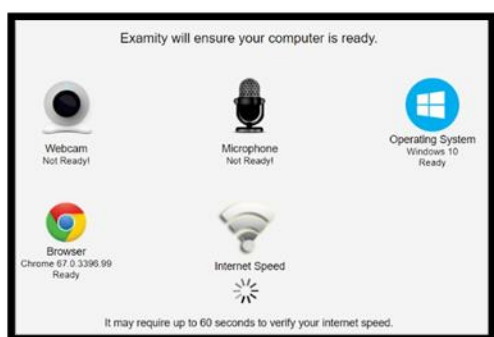 Examity will ensure your computer is ready.
Webcam
Not Ready!
Microphone
Not Ready!
Operating System
Windows 10
Ready
Browser
Chrome 67.0.3396.99
Ready
Internet Speed
It may require up to 60 seconds to verify your internet speed.